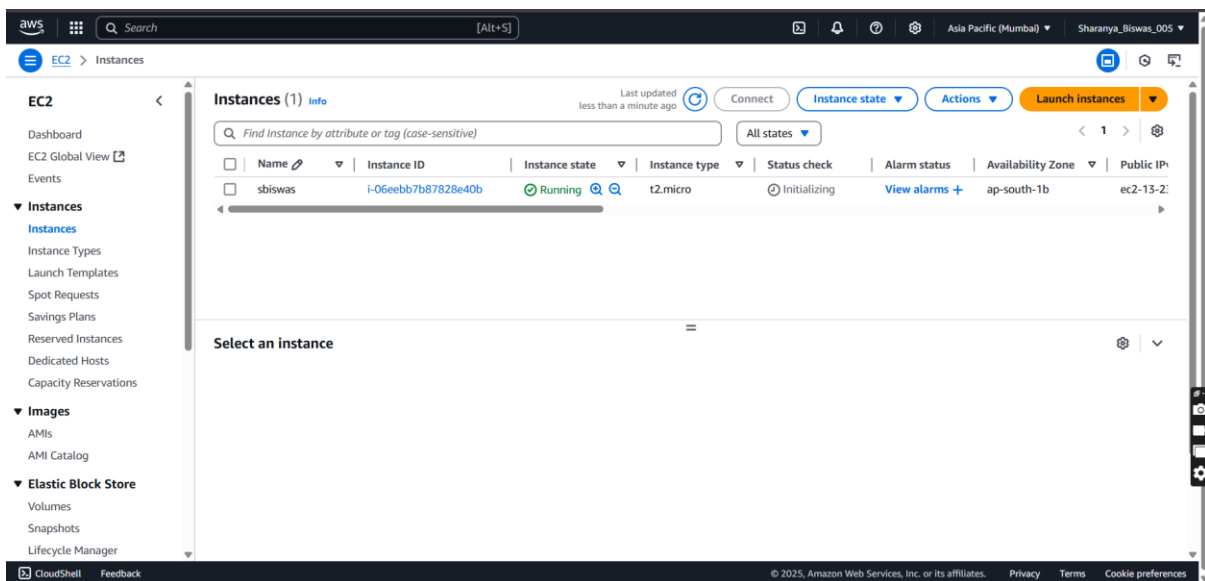 aws Search [Alt+S] Asia Pacific (Mumbai) Sharanya_Biswas_005
EC2 > Instances
EC2
Dashboard
EC2 Global View
Events
Instances
Instances
Instance Types
Launch Templates
Spot Requests
Savings Plans
Reserved Instances
Dedicated Hosts
Capacity Reservations
Images
AMIs
AMI Catalog
Elastic Block Store
Volumes
Snapshots
Lifecycle Manager
Instances (1) Info
Last updated
less than a minute ago
Connect Instance state Actions Launch instances
Find Instance by attribute or tag (case-sensitive) All states < 1 >
Name Instance ID Instance state Instance type Status check Alarm status Availability Zone Public IPv
sbiswas i-06eebb7b87828e40b Running t2.micro Initializing View alarms + ap-south-1b ec2-13-2
Select an instance
CloudShell Feedback © 2025, Amazon Web Services, Inc. or its affiliates. Privacy Terms Cookie preferences